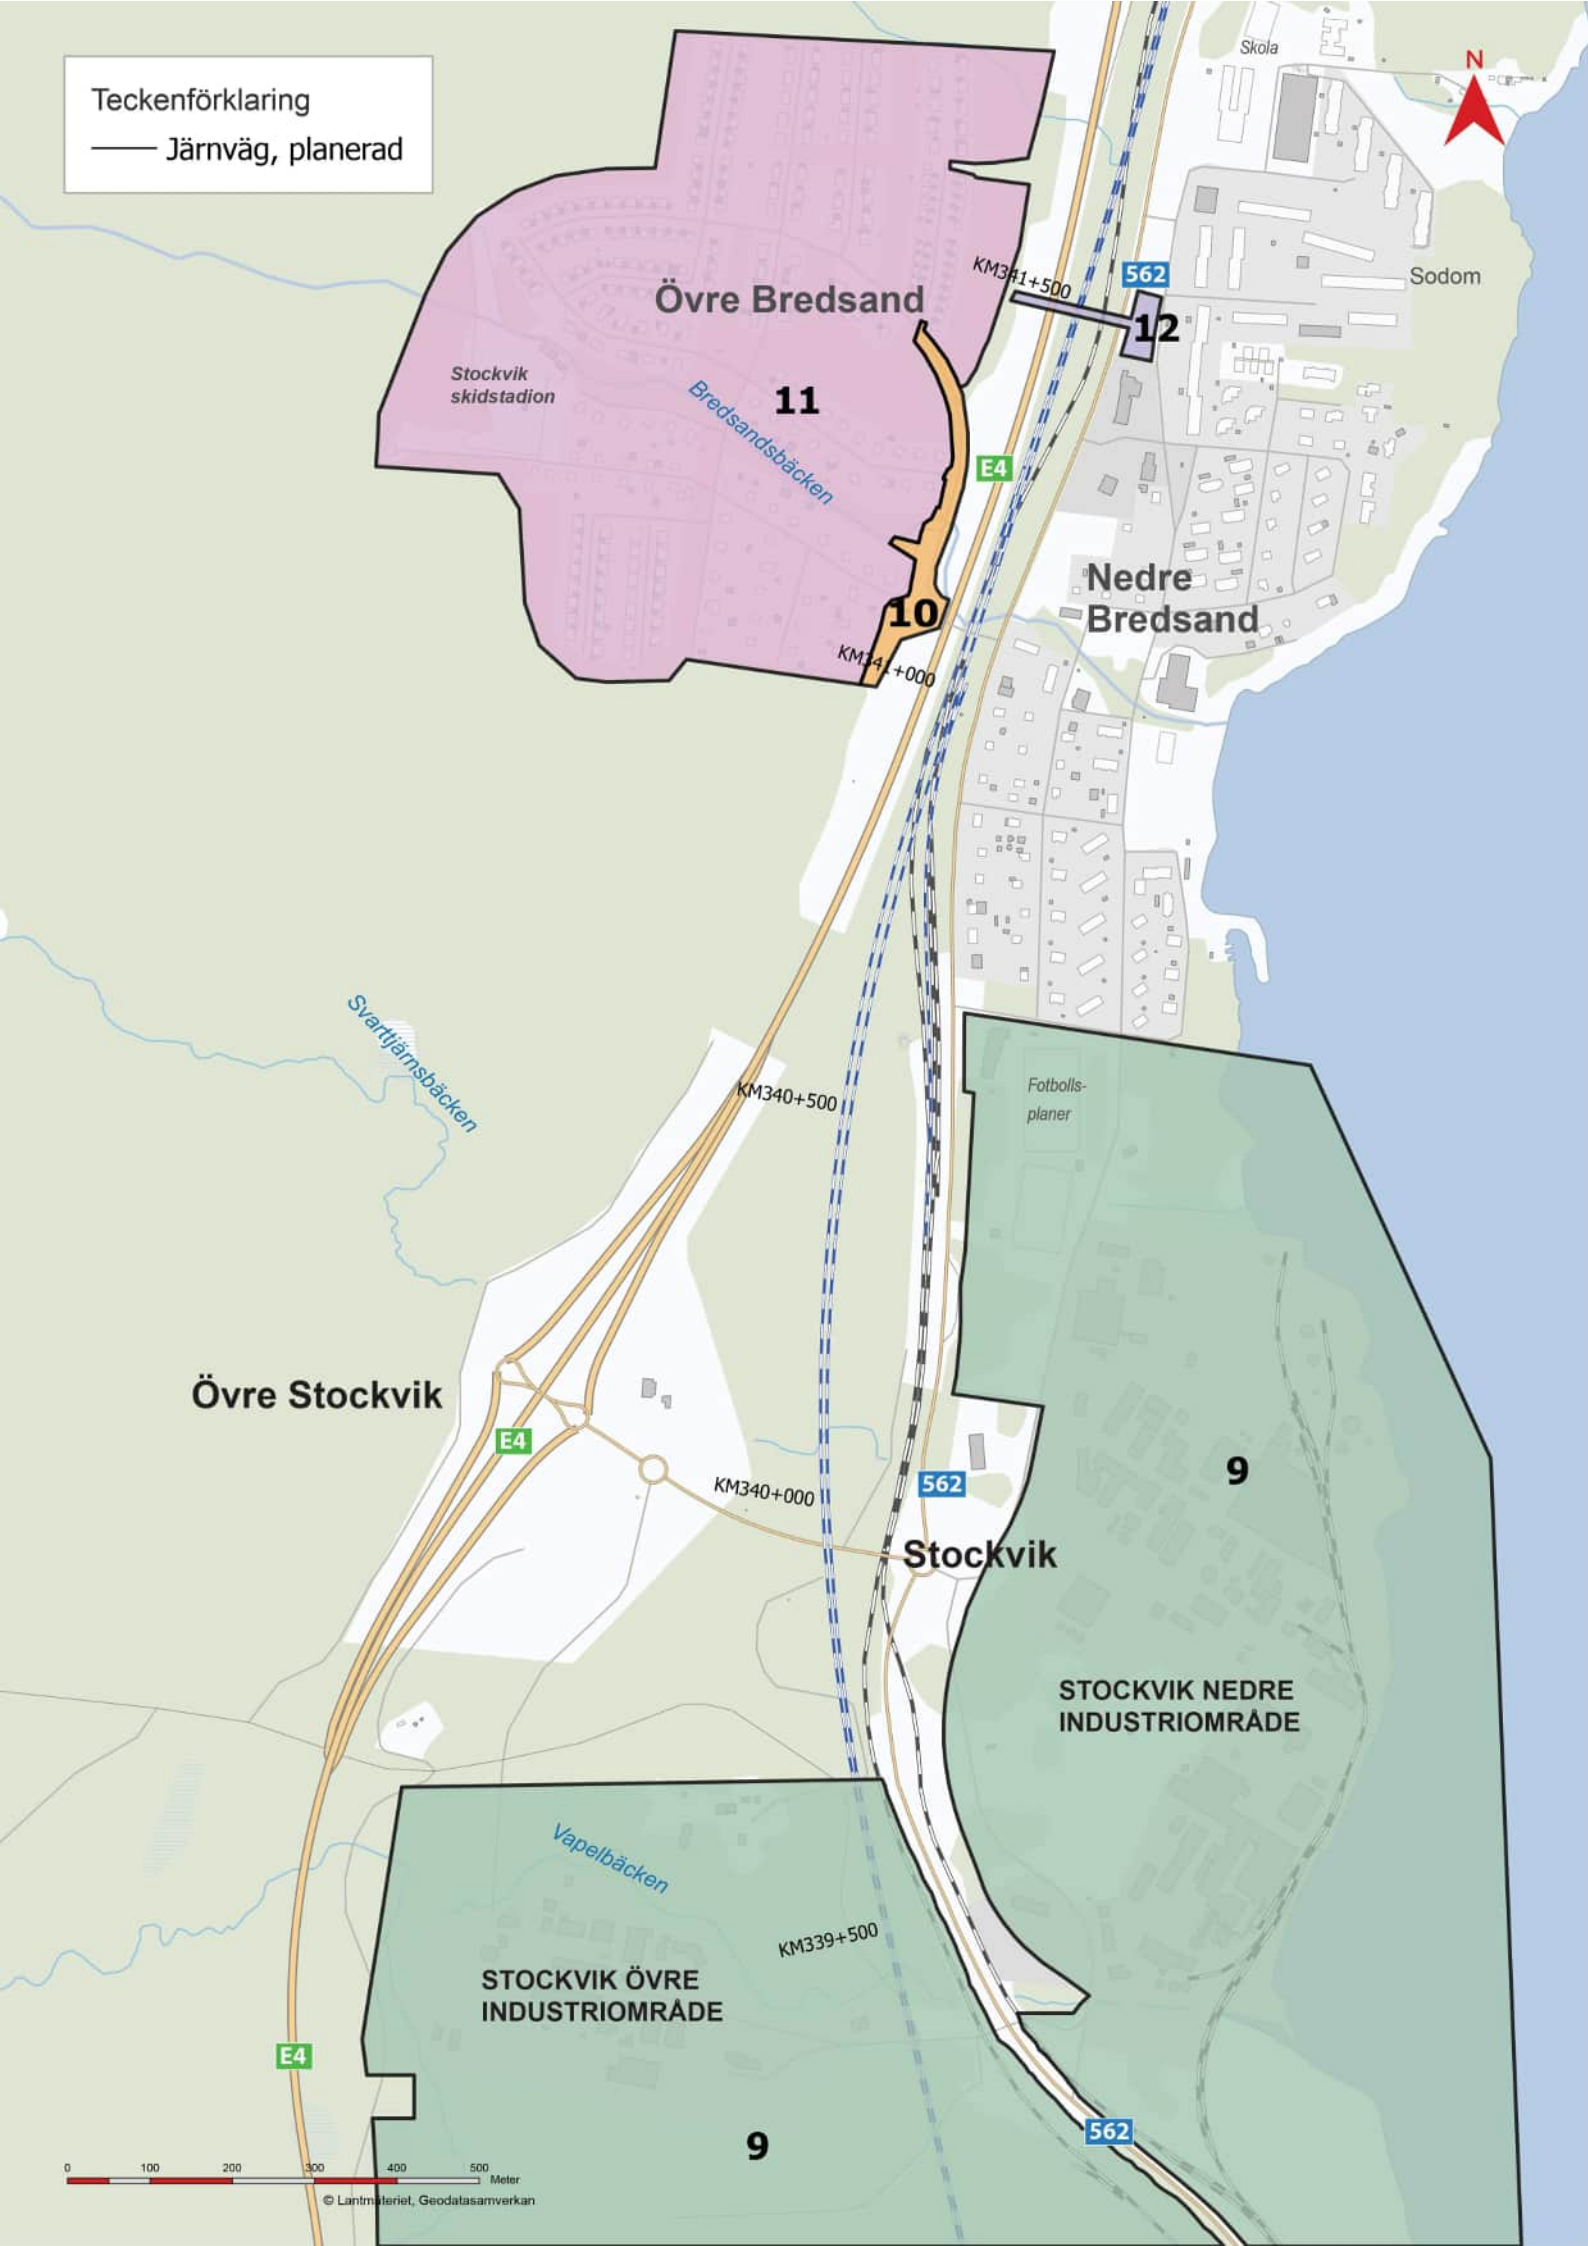 Skola
N
Teckenförklaring
Järnväg, planerad
KM341+500
562
Sodom
Övre Bredsand
12
Stockvik
skidstadion
11
Bredsandsbäcken
E4
Nedre
Bredsand
10
KM341+000
Svarttjärnsbäcken
KM340+500
Fotbolls-
planer
Övre Stockvik
E4
9
562
KM340+000
Stockvik
STOCKVIK NEDRE
INDUSTRIOMRÅDE
Vapelbäcken
KM339+500
STOCKVIK ÖVRE
INDUSTRIOMRÅDE
E4
562
9
0 100 200 300 400 500
Meter
© Lantmäteriet, Geodatasamverkan